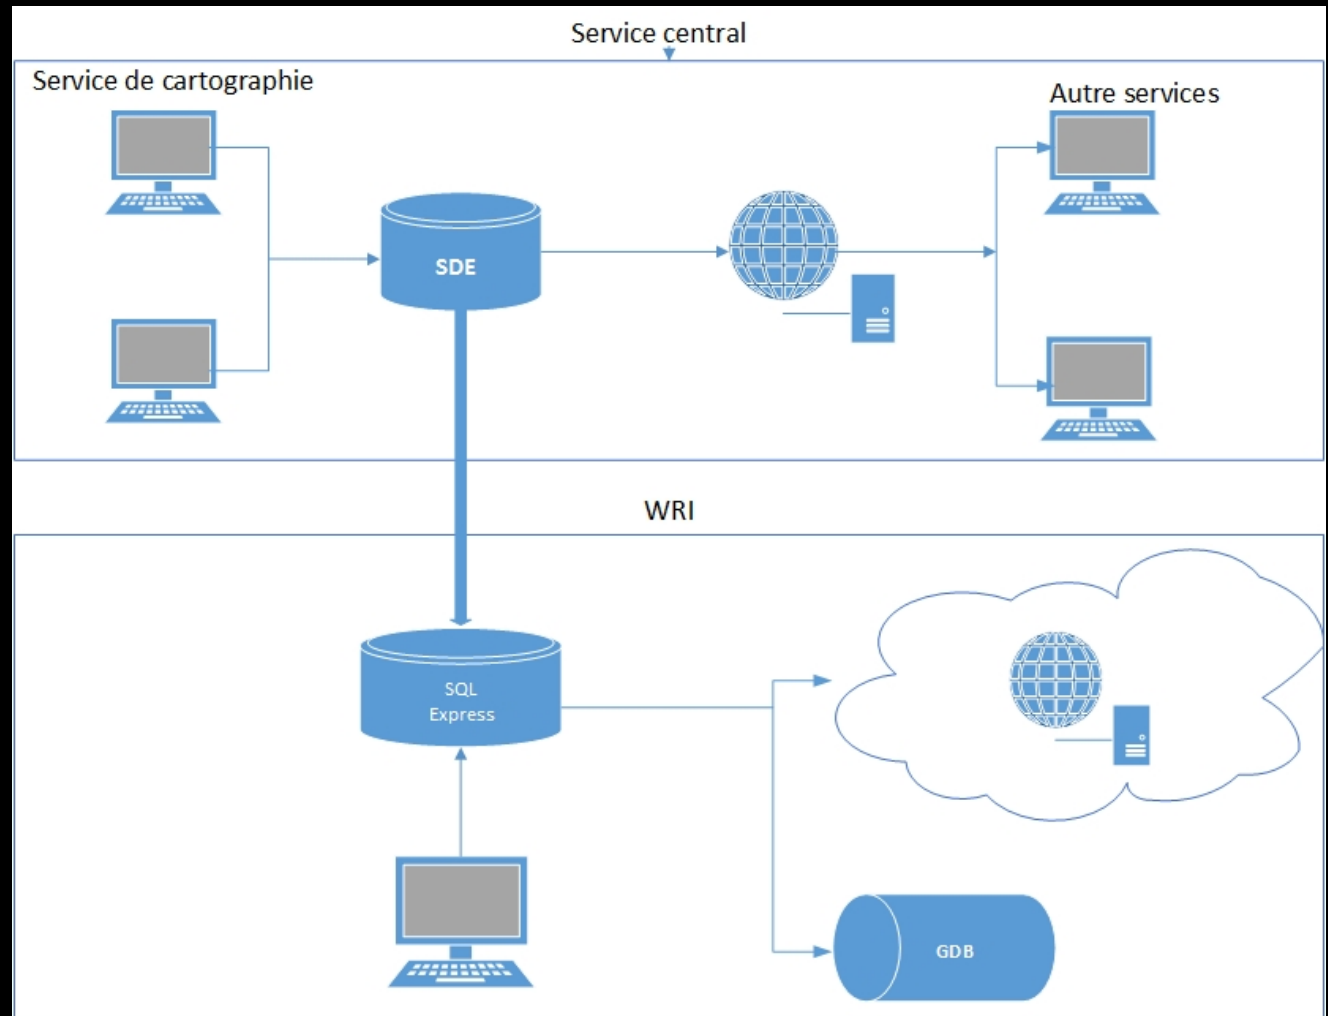 Service central
Service de cartographie
Autre services
SDE
WRI
SQL
Express
GDB